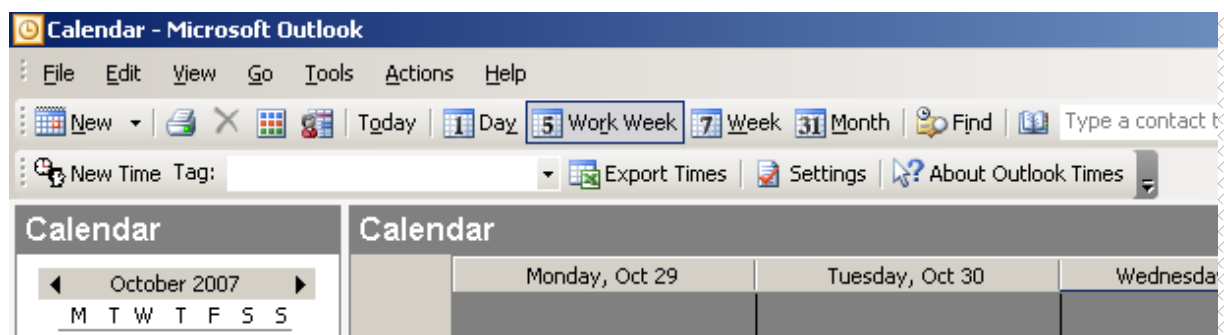 Calendar - Microsoft Outlook
File Edit View Go Tools Actions Help
New Today 1 Day 5 Work Week 7 Week 31 Month Find Type a contact t
New Time Tag: Export Times Settings About Outlook Times
Calendar Calendar
October 2007 Monday, Oct 29 Tuesday, Oct 30 Wednesda
M T W T F S S